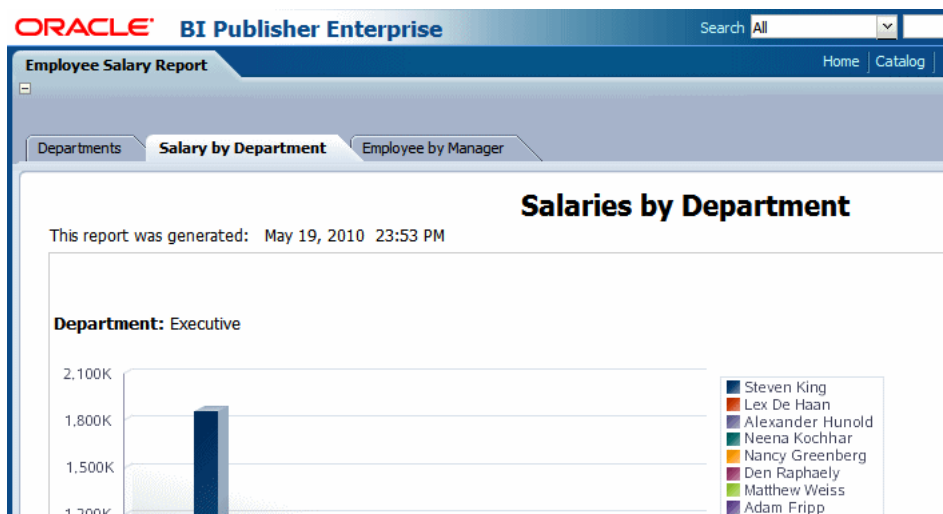 ORACLE BI Publisher Enterprise Search All
Employee Salary Report Home Catalog
Departments Salary by Department Employee by Manager
Salaries by Department
This report was generated: May 19, 2010 23:53 PM
Department: Executive
2,100K
1,800K
1,500K
1,200K
Steven King
Lex De Haan
Alexander Hunold
Neena Kochhar
Nancy Greenberg
Den Raphaely
Matthew Weiss
Adam Fripp